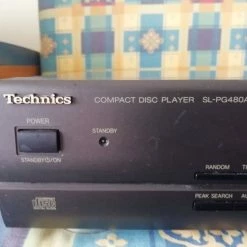 Technics COMPACT DISC PLAYER SL-PG480A
POWER
STANDBY
STANDBY⏻/ON
RANDOM
PEAK SEARCH